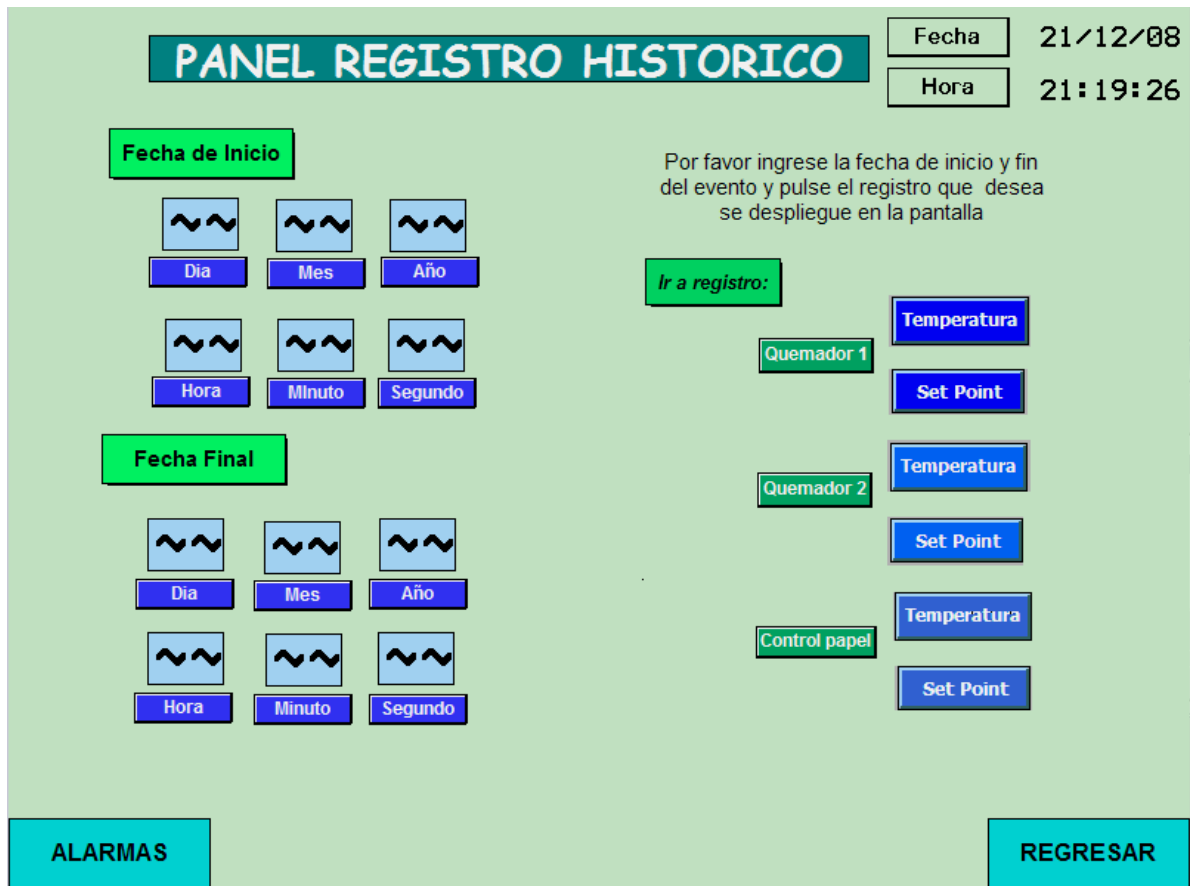 PANEL REGISTRO HISTORICO
Fecha 21/12/08
Hora 21:19:26
Fecha de Inicio
~~ ~~ ~~
Dia Mes Año
~~ ~~ ~~
Hora MInuto Segundo
Fecha Final
~~ ~~ ~~
Dia Mes Año
~~ ~~ ~~
Hora Minuto Segundo
Por favor ingrese la fecha de inicio y fin
del evento y pulse el registro que desea
se despliegue en la pantalla
Ir a registro:
Quemador 1
Temperatura
Set Point
Quemador 2
Temperatura
Set Point
Control papel
Temperatura
Set Point
ALARMAS
REGRESAR